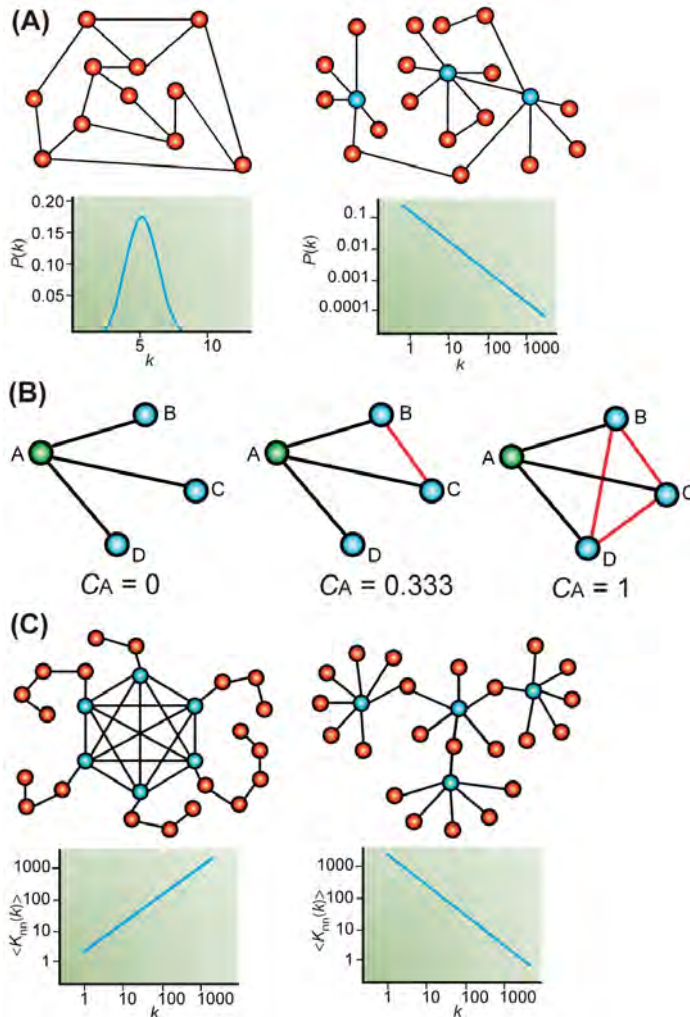 (A)
0.20
0.15
0.10
0.05
P(k)
5
10
k
0.1
0.01
0.001
0.0001
P(k)
1
10
100
1000
k
(B)
A
B
C
D
CA = 0
A
B
C
D
CA = 0.333
A
B
C
D
CA = 1
(C)
1000
100
10
1
<Knn(k)>
1
10
100
1000
k
1000
100
10
1
<Knn(k)>
1
10
100
1000
k